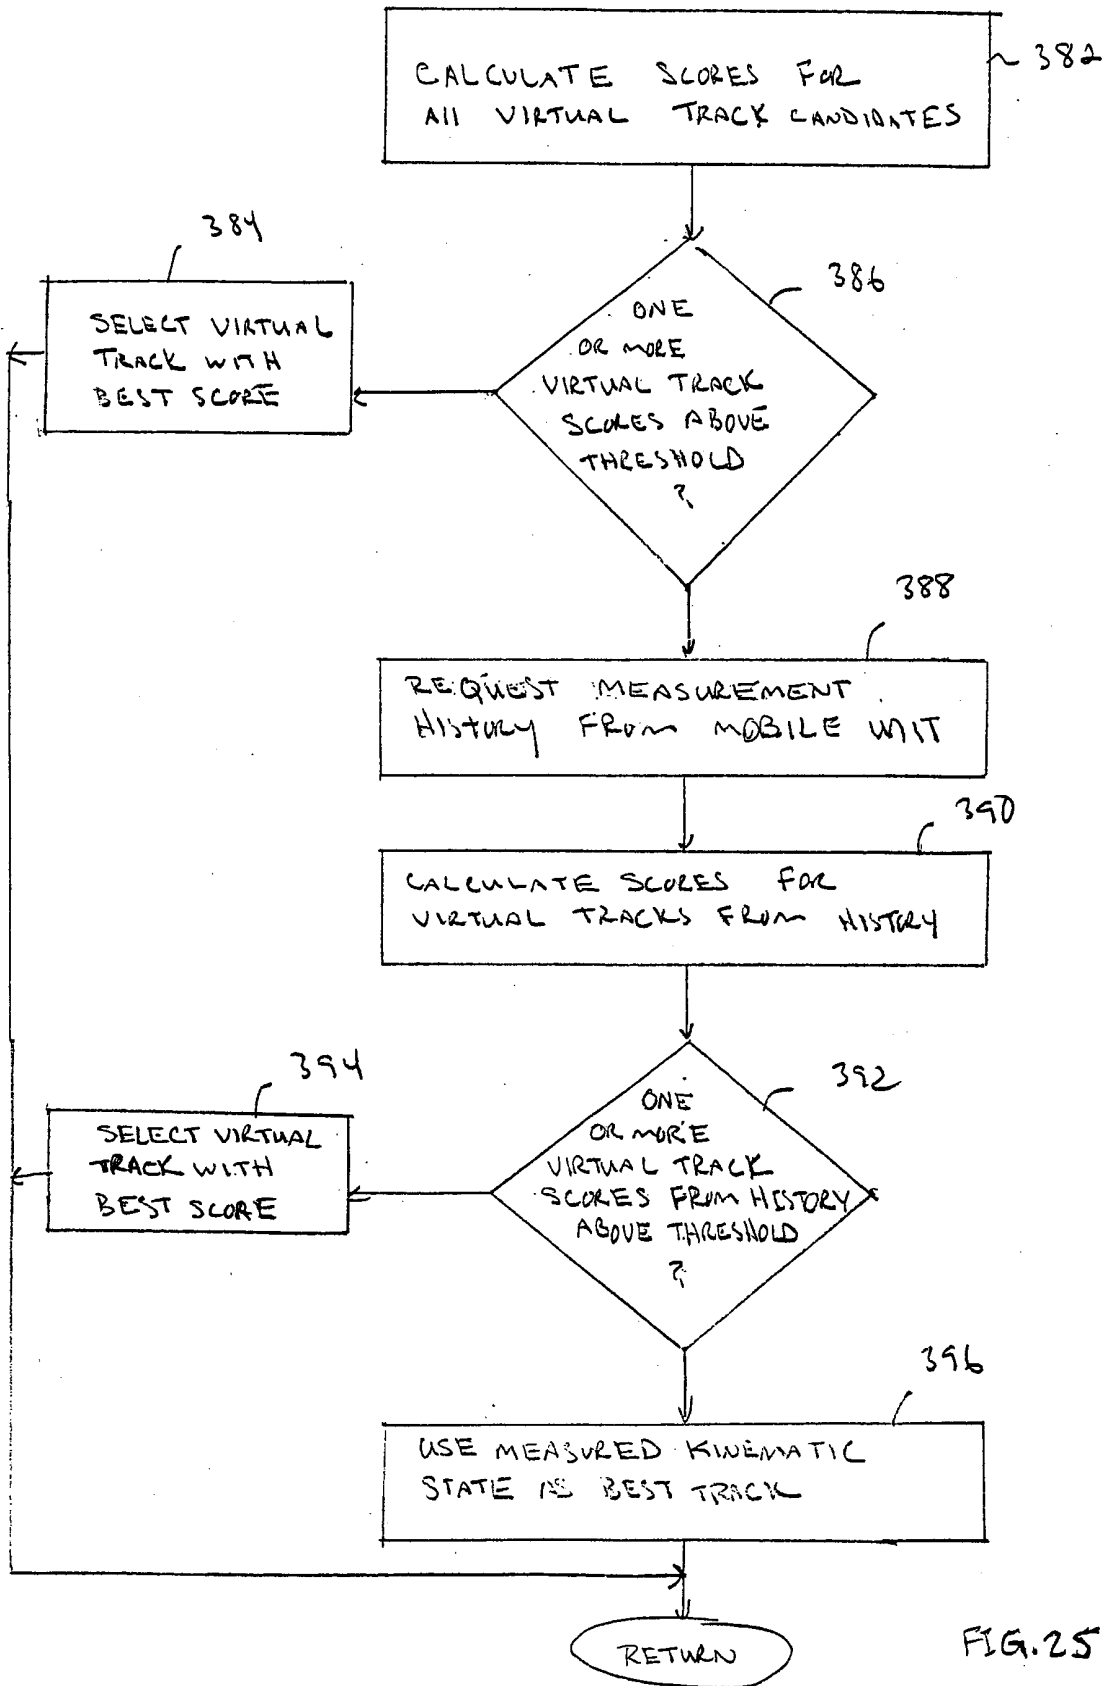 CALCULATE SCORES FOR
All VIRTUAL TRACK CANDIDATES
382
384
SELECT VIRTUAL
TRACK WITH
BEST SCORE
386
ONE
OR MORE
VIRTUAL TRACK
SCORES ABOVE
THRESHOLD
?
388
REQUEST MEASUREMENT
HISTORY FROM MOBILE UNIT
390
CALCULATE SCORES FOR
VIRTUAL TRACKS FROM HISTORY
394
SELECT VIRTUAL
TRACK WITH
BEST SCORE
392
ONE
OR MORE
VIRTUAL TRACK
SCORES FROM HISTORY
ABOVE THRESHOLD
?
396
USE MEASURED KINEMATIC
STATE AS BEST TRACK
RETURN
FIG.25